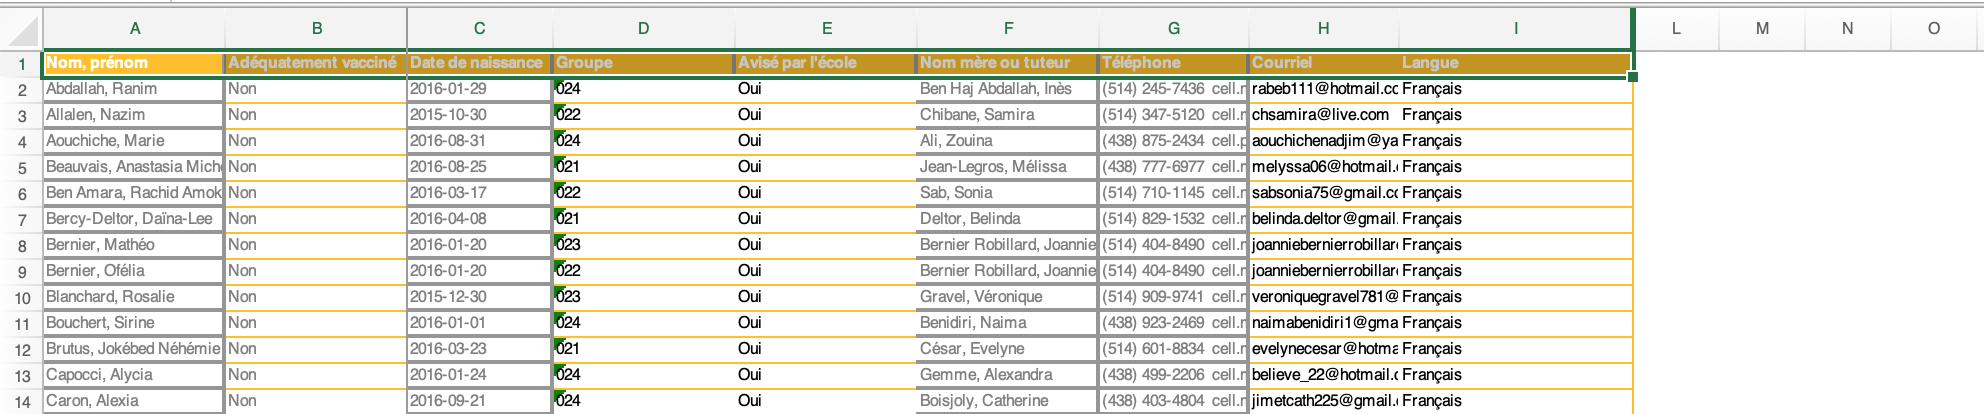 A B C D E F G H I L M N O
1 Nom, prénom Adéquatement vacciné Date de naissance Groupe Avisé par l'école Nom mère ou tuteur Téléphone Courriel Langue
2 Abdallah, Ranim Non 2016-01-29 024 Oui Ben Haj Abdallah, Inès (514) 245-7436 cell.m rabeb111@hotmail.cc Français
3 Allalen, Nazim Non 2015-10-30 022 Oui Chibane, Samira (514) 347-5120 cell.m chsamira@live.com Français
4 Aouchiche, Marie Non 2016-08-31 024 Oui Ali, Zouina (438) 875-2434 cell.p aouchichenadjim@ya Français
5 Beauvais, Anastasia Mich Non 2016-08-25 021 Oui Jean-Legros, Mélissa (438) 777-6977 cell.m melyssa06@hotmail. Français
6 Ben Amara, Rachid Amok Non 2016-03-17 022 Oui Sab, Sonia (514) 710-1145 cell.m sabsonia75@gmail.cc Français
7 Bercy-Deltor, Daïna-Lee Non 2016-04-08 021 Oui Deltor, Belinda (514) 829-1532 cell.m belinda.deltor@gmail. Français
8 Bernier, Mathéo Non 2016-01-20 023 Oui Bernier Robillard, Joannie (514) 404-8490 cell.m joanniebernierrobillar Français
9 Bernier, Ofélia Non 2016-01-20 022 Oui Bernier Robillard, Joannie (514) 404-8490 cell.m joanniebernierrobillar Français
10 Blanchard, Rosalie Non 2015-12-30 023 Oui Gravel, Véronique (514) 909-9741 cell.m veroniquegravel781@ Français
11 Bouchert, Sirine Non 2016-01-01 024 Oui Benidiri, Naima (438) 923-2469 cell.m naimabenidiri1@gma Français
12 Brutus, Jokébed Néhémie Non 2016-03-23 021 Oui César, Evelyne (514) 601-8834 cell.m evelynecesar@hotma Français
13 Capocci, Alycia Non 2016-01-24 024 Oui Gemme, Alexandra (438) 499-2206 cell.m believe_22@hotmail.c Français
14 Caron, Alexia Non 2016-09-21 024 Oui Boisjoly, Catherine (438) 403-4804 cell.m jimetcath225@gmail. Français